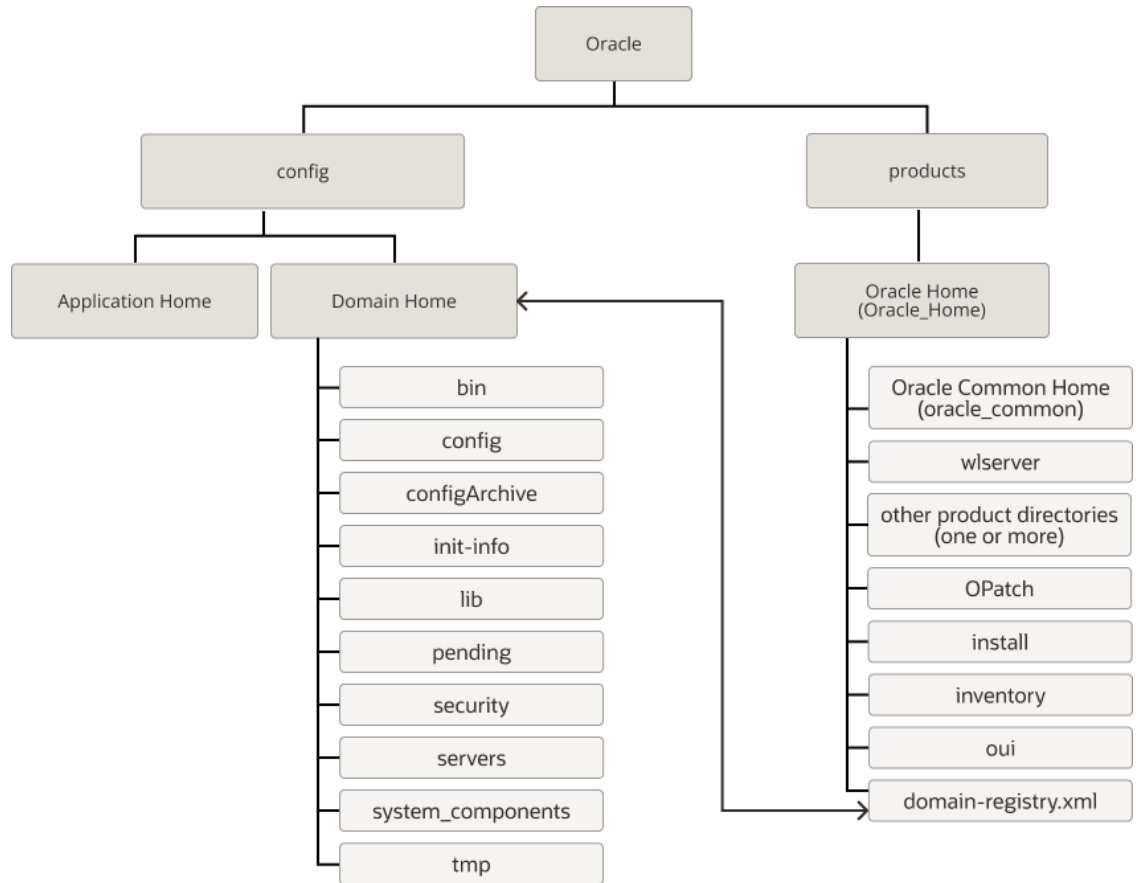 Oracle
config
products
Application Home
Domain Home
Oracle Home
(Oracle_Home)
bin
config
configArchive
init-info
lib
pending
security
servers
system_components
tmp
Oracle Common Home
(oracle_common)
wlserver
other product directories
(one or more)
OPatch
install
inventory
oui
domain-registry.xml